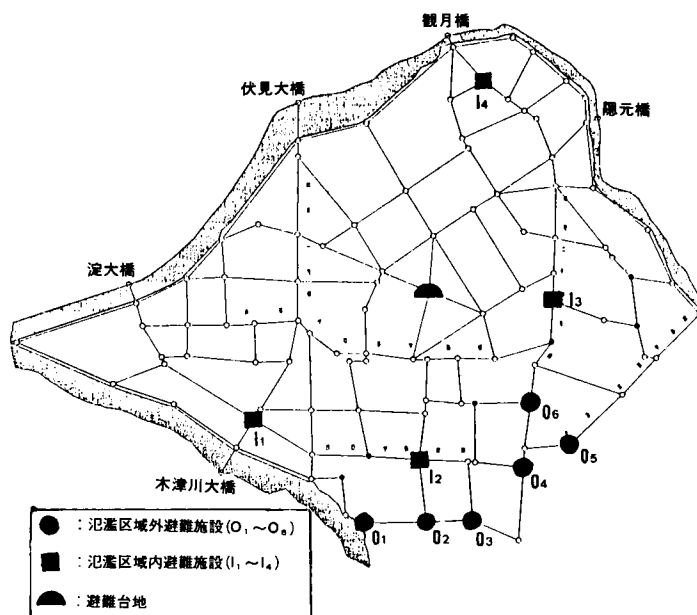 観月橋
伏見大橋
I4
隠元橋
淀大橋
I3
O6
I1
O5
I2
O4
木津川大橋
O1
O2
O3
:氾濫区域外避難施設(O1〜O6)
:氾濫区域内避難施設(I1〜I4)
:避難台地